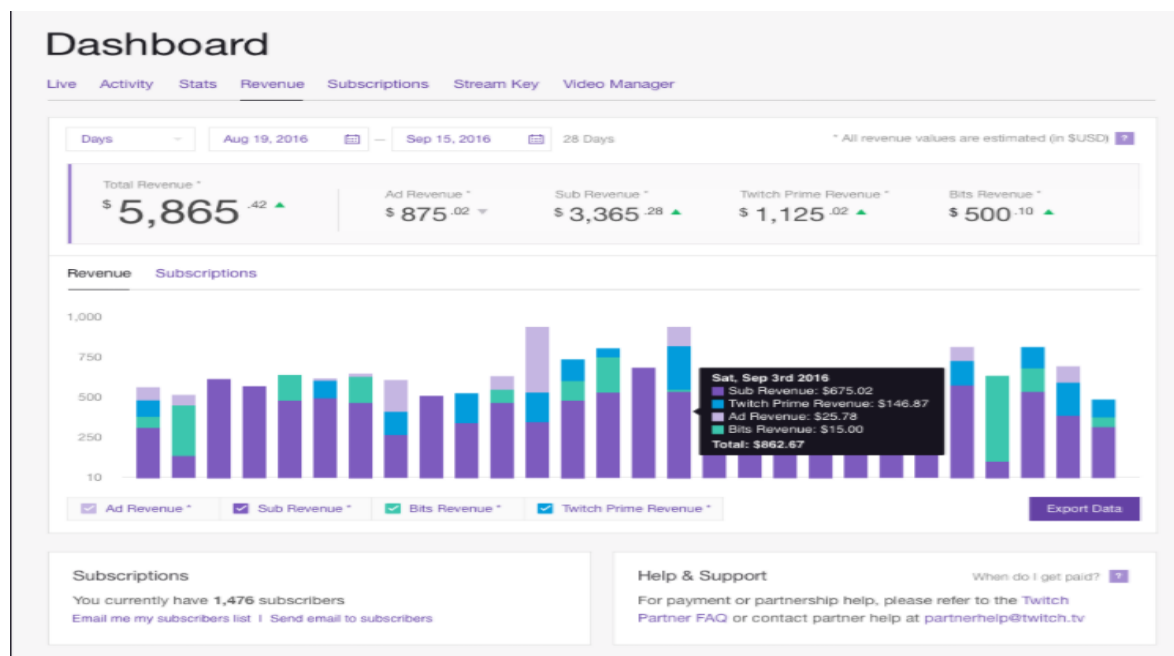 Dashboard
Live Activity Stats Revenue Subscriptions Stream Key Video Manager
Days Aug 19, 2016 — Sep 15, 2016 28 Days * All revenue values are estimated (in $USD) ?
Total Revenue * Ad Revenue * Sub Revenue * Twitch Prime Revenue * Bits Revenue *
$ 5,865 .42 $ 875 .02 $ 3,365 .28 $ 1,125 .02 $ 500 .10
Revenue Subscriptions
1,000
750
500
250
10
Sat, Sep 3rd 2016
Sub Revenue: $675.02
Twitch Prime Revenue: $146.87
Ad Revenue: $25.78
Bits Revenue: $15.00
Total: $862.67
Ad Revenue * Sub Revenue * Bits Revenue * Twitch Prime Revenue * Export Data
Subscriptions
You currently have 1,476 subscribers
Email me my subscribers list | Send email to subscribers
Help & Support When do I get paid? ?
For payment or partnership help, please refer to the Twitch
Partner FAQ or contact partner help at partnerhelp@twitch.tv